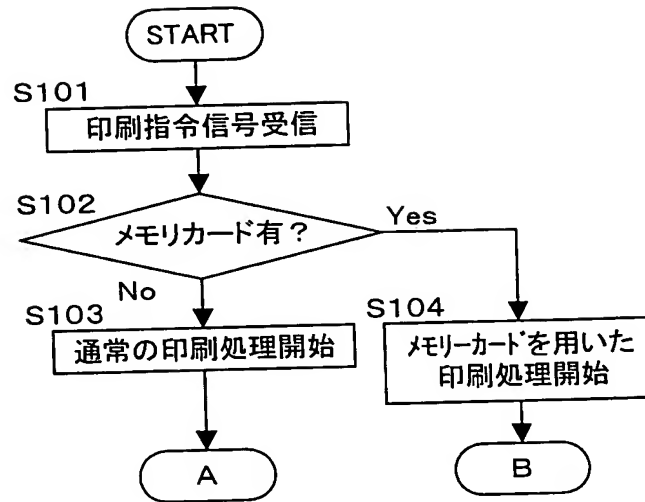 START
S101
印刷指令信号受信
S102
メモリカード有？
Yes
No
S103
通常の印刷処理開始
S104
メモリーカードを用いた
印刷処理開始
A
B